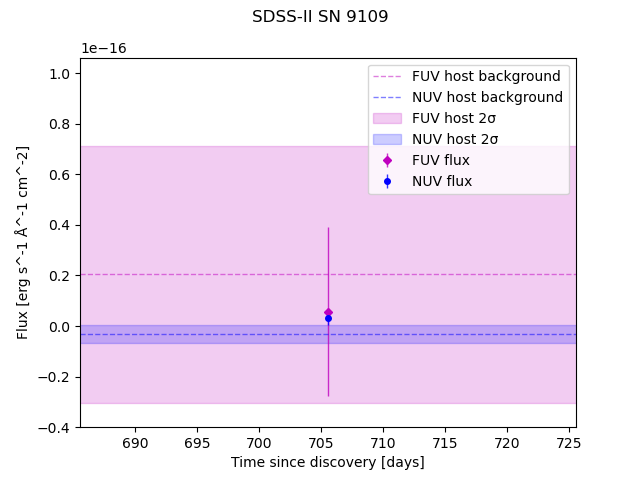 SDSS-II SN 9109
1e−16
FUV host background
NUV host background
FUV host 2σ
NUV host 2σ
FUV flux
NUV flux
1.0
0.8
0.6
0.4
0.2
0.0
−0.2
−0.4
Flux [erg s^-1 Å^-1 cm^-2]
690 695 700 705 710 715 720 725
Time since discovery [days]